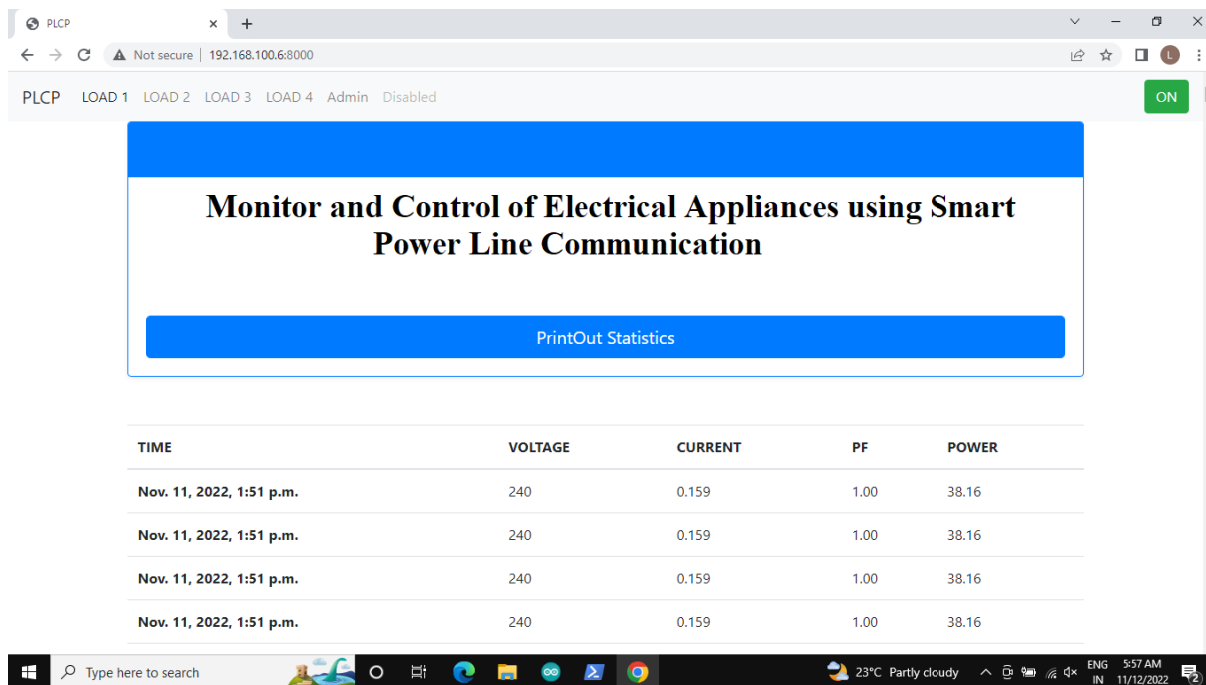 PLCP
Not secure 192.168.100.6:8000
L
PLCP LOAD 1 LOAD 2 LOAD 3 LOAD 4 Admin Disabled ON
Monitor and Control of Electrical Appliances using Smart
Power Line Communication
PrintOut Statistics
TIME VOLTAGE CURRENT PF POWER
Nov. 11, 2022, 1:51 p.m. 240 0.159 1.00 38.16
Nov. 11, 2022, 1:51 p.m. 240 0.159 1.00 38.16
Nov. 11, 2022, 1:51 p.m. 240 0.159 1.00 38.16
Nov. 11, 2022, 1:51 p.m. 240 0.159 1.00 38.16
Type here to search 23°C Partly cloudy ENG 5:57 AM
IN 11/12/2022 2